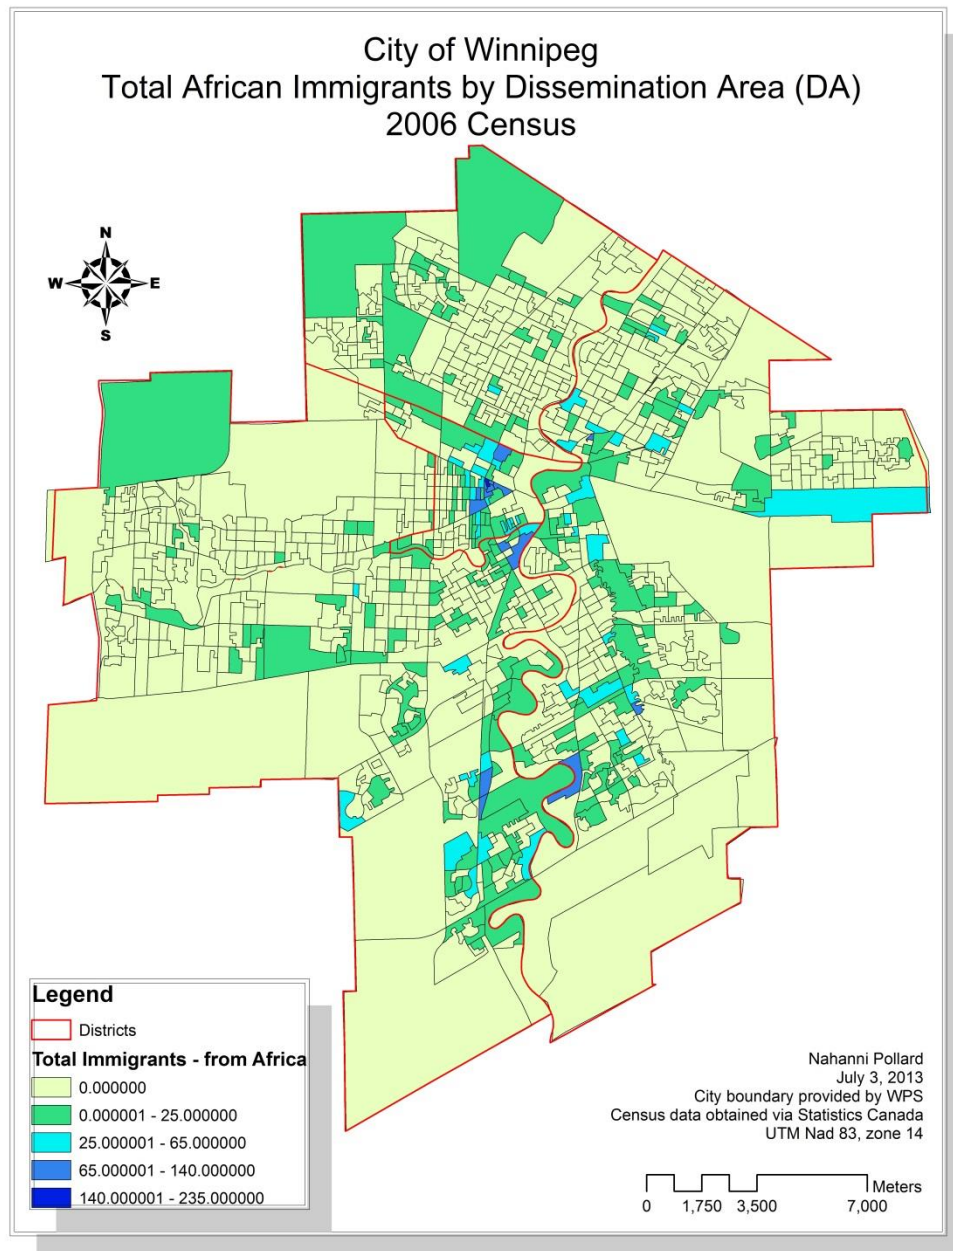 City of Winnipeg
Total African Immigrants by Dissemination Area (DA)
2006 Census
N
W E
S
Legend
Districts
Total Immigrants - from Africa
0.000000
0.000001 - 25.000000
25.000001 - 65.000000
65.000001 - 140.000000
140.000001 - 235.000000
Nahanni Pollard
July 3, 2013
City boundary provided by WPS
Census data obtained via Statistics Canada
UTM Nad 83, zone 14
Meters
0 1,750 3,500 7,000